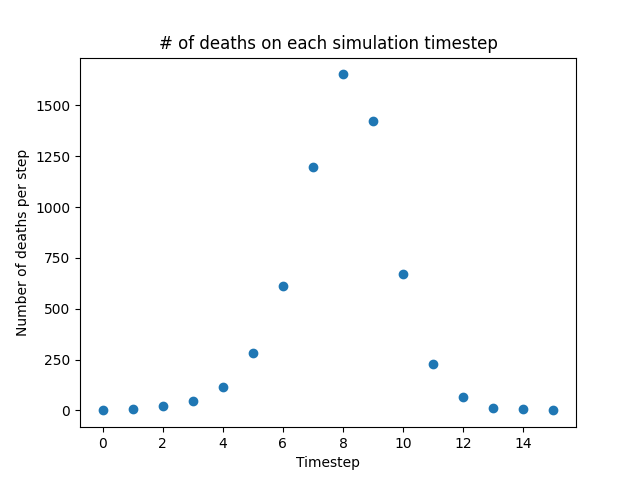 # of deaths on each simulation timestep
1500
1250
1000
750
500
250
0
Number of deaths per step
0 2 4 6 8 10 12 14
Timestep